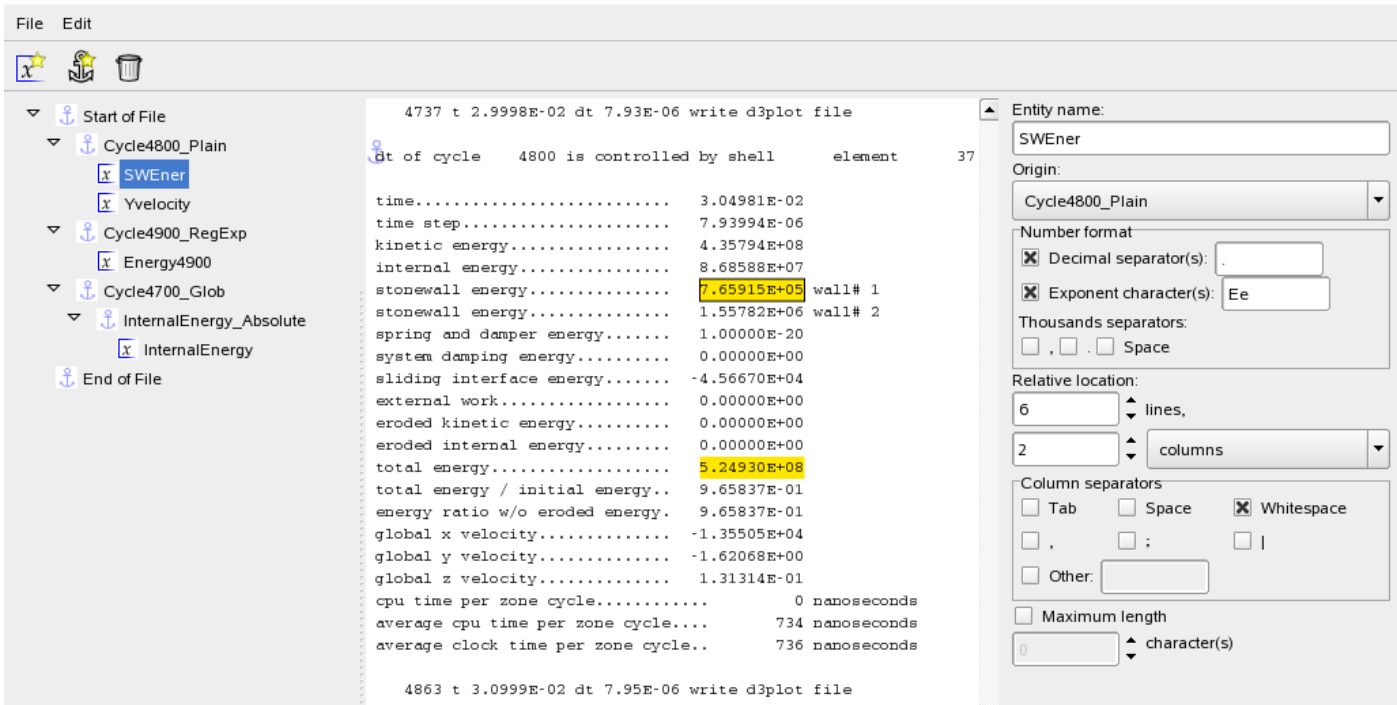 File Edit
Start of File
Cycle4800_Plain
SWEner
Yvelocity
Cycle4900_RegExp
Energy4900
Cycle4700_Glob
InternalEnergy_Absolute
InternalEnergy
End of File
4737 t 2.9998E-02 dt 7.93E-06 write d3plot file
dt of cycle 4800 is controlled by shell element 37
time........................... 3.04981E-02
time step...................... 7.93994E-06
kinetic energy................. 4.35794E+08
internal energy................ 8.68588E+07
stonewall energy............... 7.65915E+05 wall# 1
stonewall energy............... 1.55782E+06 wall# 2
spring and damper energy....... 1.00000E-20
system damping energy.......... 0.00000E+00
sliding interface energy....... -4.56670E+04
external work.................. 0.00000E+00
eroded kinetic energy.......... 0.00000E+00
eroded internal energy......... 0.00000E+00
total energy................... 5.24930E+08
total energy / initial energy.. 9.65837E-01
energy ratio w/o eroded energy. 9.65837E-01
global x velocity.............. -1.35505E+04
global y velocity.............. -1.62068E+00
global z velocity.............. 1.31314E-01
cpu time per zone cycle............ 0 nanoseconds
average cpu time per zone cycle.... 734 nanoseconds
average clock time per zone cycle.. 736 nanoseconds
4863 t 3.0999E-02 dt 7.95E-06 write d3plot file
Entity name:
SWEner
Origin:
Cycle4800_Plain
Number format
Decimal separator(s): .
Exponent character(s): Ee
Thousands separators:
, . Space
Relative location:
6 lines,
2 columns
Column separators
Tab Space Whitespace
, ; |
Other:
Maximum length
0 character(s)